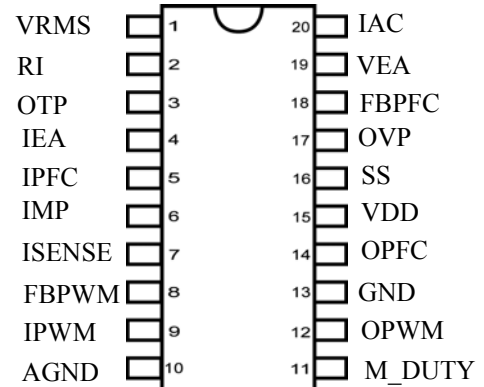 VRMS 1 20 IAC
RI 2 19 VEA
OTP 3 18 FBPFC
IEA 4 17 OVP
IPFC 5 16 SS
IMP 6 15 VDD
ISENSE 7 14 OPFC
FBPWM 8 13 GND
IPWM 9 12 OPWM
AGND 10 11 M_DUTY